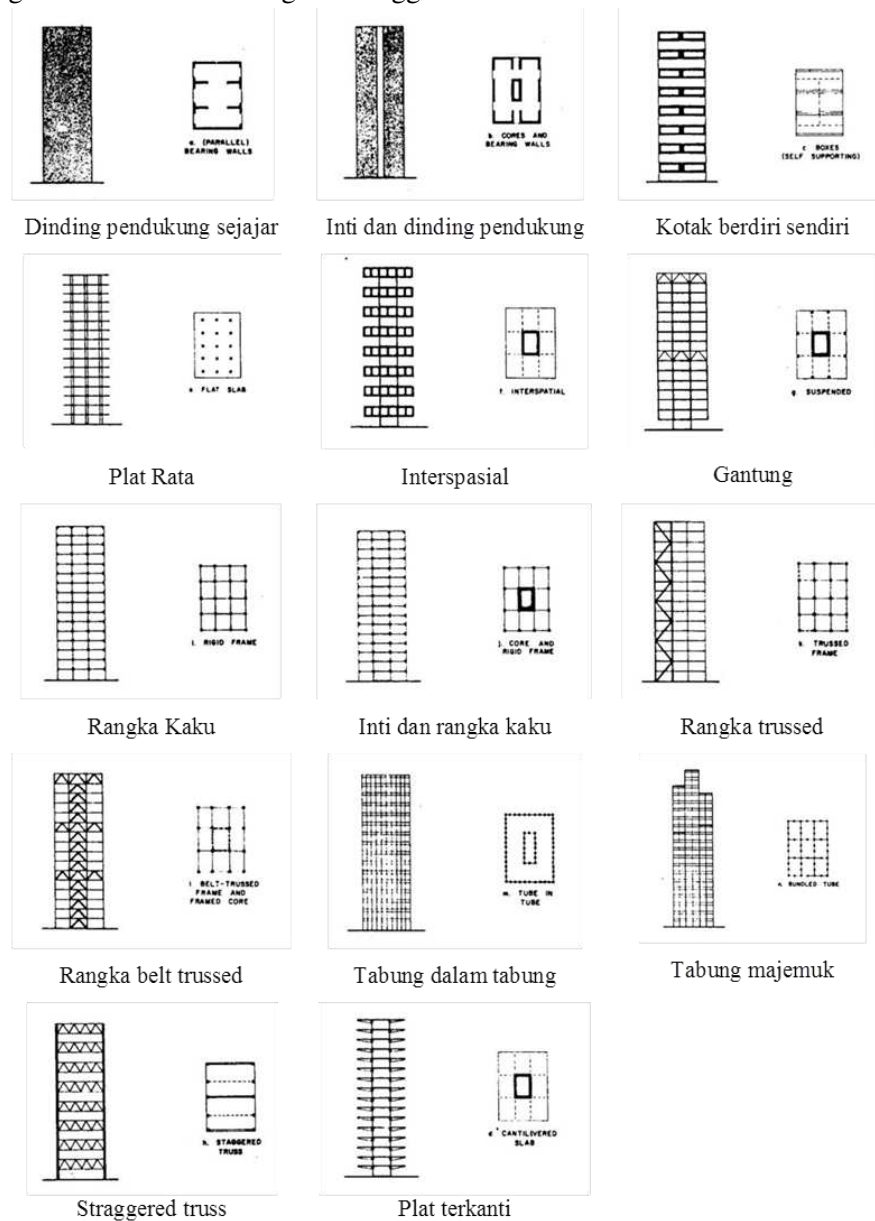 a. (PARALLEL)
BEARING WALLS
b. CORES AND
BEARING WALLS
c BOXES
(SELF SUPPORTING)
Dinding pendukung sejajar
Inti dan dinding pendukung
Kotak berdiri sendiri
e. FLAT SLAB
f. INTERSPATIAL
g. SUSPENDED
Plat Rata
Interspasial
Gantung
i. RIGID FRAME
j. CORE AND
RIGID FRAME
k. TRUSSED
FRAME
Rangka Kaku
Inti dan rangka kaku
Rangka trussed
l BELT-TRUSSED
FRAME AND
FRAMED CORE
m. TUBE IN
TUBE
n. BUNDLED TUBE
Rangka belt trussed
Tabung dalam tabung
Tabung majemuk
h. STAGGERED
TRUSS
d CANTILIVERED
SLAB
Straggered truss
Plat terkanti